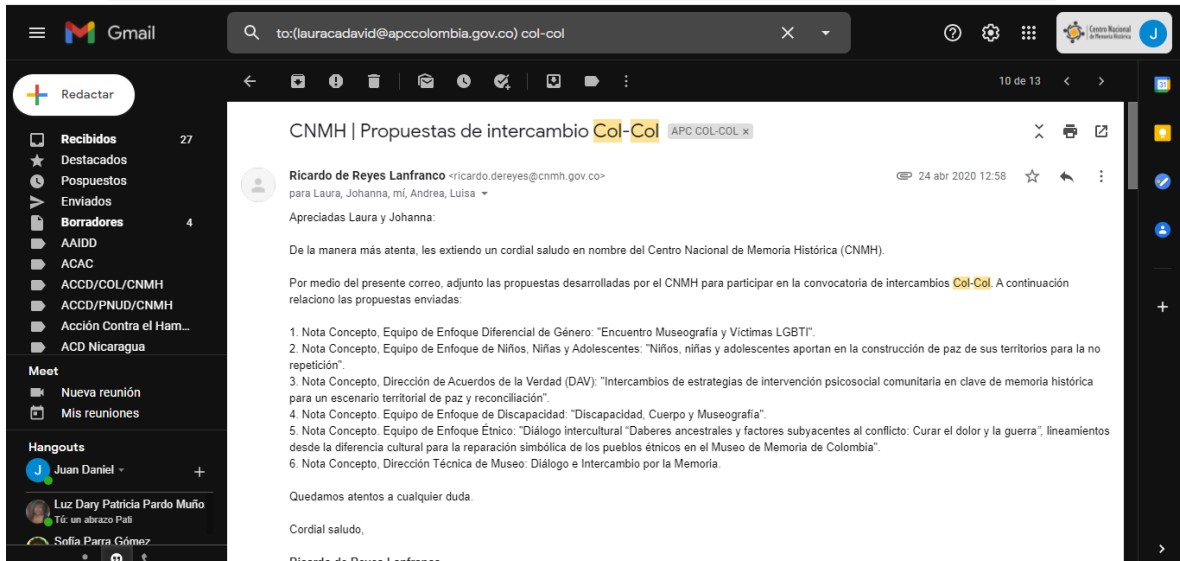 Gmail
to:(lauracadavid@apccolombia.gov.co) col-col
Centro Nacional
de Memoria Histórica
J
Redactar
10 de 13
31
Recibidos 27
Destacados
Pospuestos
Enviados
Borradores 4
AAIDD
ACAC
ACCD/COL/CNMH
ACCD/PNUD/CNMH
Acción Contra el Ham...
ACD Nicaragua
Meet
Nueva reunión
Mis reuniones
Hangouts
J Juan Daniel
Luz Dary Patricia Pardo Muño
Tú: un abrazo Pati
Sofía Parra Gómez
CNMH | Propuestas de intercambio Col-Col APC COL-COL x
Ricardo de Reyes Lanfranco <ricardo.dereyes@cnmh.gov.co> 24 abr 2020 12:58
para Laura, Johanna, mí, Andrea, Luisa
Apreciadas Laura y Johanna:
De la manera más atenta, les extiendo un cordial saludo en nombre del Centro Nacional de Memoria Histórica (CNMH).
Por medio del presente correo, adjunto las propuestas desarrolladas por el CNMH para participar en la convocatoria de intercambios Col-Col. A continuación
relaciono las propuestas enviadas:
1. Nota Concepto, Equipo de Enfoque Diferencial de Género: "Encuentro Museografía y Víctimas LGBTI".
2. Nota Concepto, Equipo de Enfoque de Niños, Niñas y Adolescentes: "Niños, niñas y adolescentes aportan en la construcción de paz de sus territorios para la no
repetición".
3. Nota Concepto, Dirección de Acuerdos de la Verdad (DAV): "Intercambios de estrategias de intervención psicosocial comunitaria en clave de memoria histórica
para un escenario territorial de paz y reconciliación".
4. Nota Concepto. Equipo de Enfoque de Discapacidad: "Discapacidad, Cuerpo y Museografía".
5. Nota Concepto. Equipo de Enfoque Étnico: "Diálogo intercultural "Daberes ancestrales y factores subyacentes al conflicto: Curar el dolor y la guerra", lineamientos
desde la diferencia cultural para la reparación simbólica de los pueblos étnicos en el Museo de Memoria de Colombia".
6. Nota Concepto, Dirección Técnica de Museo: Diálogo e Intercambio por la Memoria.
Quedamos atentos a cualquier duda.
Cordial saludo,
Ricardo de Reyes Lanfranco